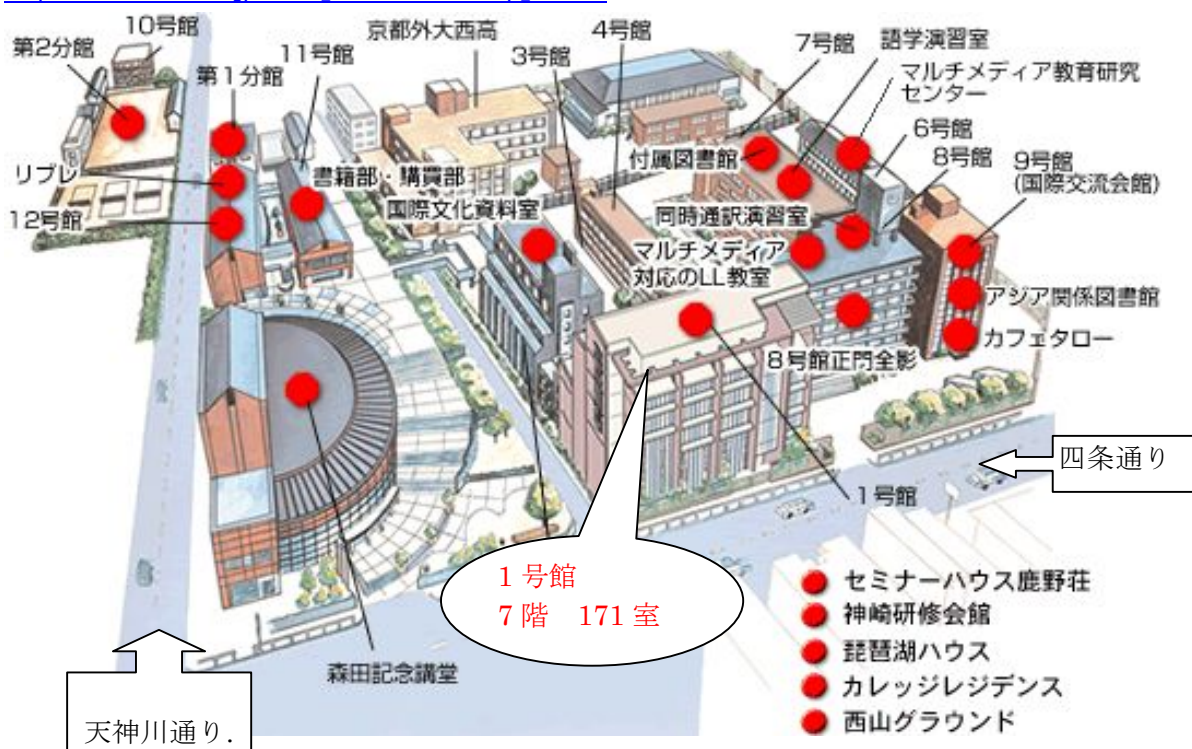 10号館
第2分館
第1分館
11号館
京都外大西高
3号館
4号館
7号館
語学演習室
マルチメディア教育研究
センター
6号館
8号館
9号館
(国際交流会館)
付属図書館
リブレ
書籍部・購買部
国際文化資料室
12号館
同時通訳演習室
マルチメディア
対応のLL教室
アジア関係図書館
カフェタロー
8号館正門全影
四条通り
1号館
1 号館
7 階　171 室
森田記念講堂
天神川通り.
セミナーハウス鹿野荘
神崎研修会館
琵琶湖ハウス
カレッジレジデンス
西山グラウンド